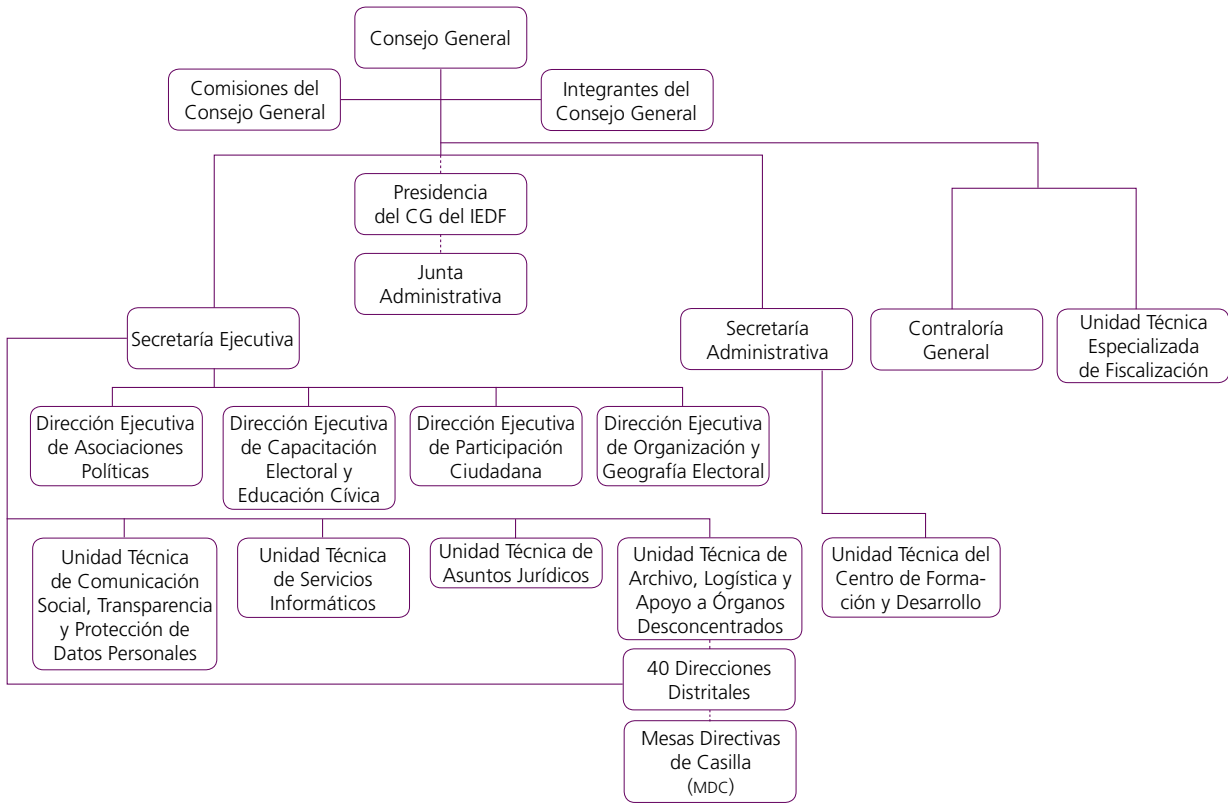 Consejo General
Comisiones del
Consejo General
Integrantes del
Consejo General
Presidencia
del CG del IEDF
Junta
Administrativa
Secretaría Ejecutiva
Secretaría
Administrativa
Contraloría
General
Unidad Técnica
Especializada
de Fiscalización
Dirección Ejecutiva
de Asociaciones
Políticas
Dirección Ejecutiva
de Capacitación
Electoral y
Educación Cívica
Dirección Ejecutiva
de Participación
Ciudadana
Dirección Ejecutiva
de Organización y
Geografía Electoral
Unidad Técnica
de Comunicación
Social, Transparencia
y Protección de
Datos Personales
Unidad Técnica
de Servicios
Informáticos
Unidad Técnica de
Asuntos Jurídicos
Unidad Técnica de
Archivo, Logística y
Apoyo a Órganos
Desconcentrados
Unidad Técnica del
Centro de Forma-
ción y Desarrollo
40 Direcciones
Distritales
Mesas Directivas
de Casilla
(MDC)